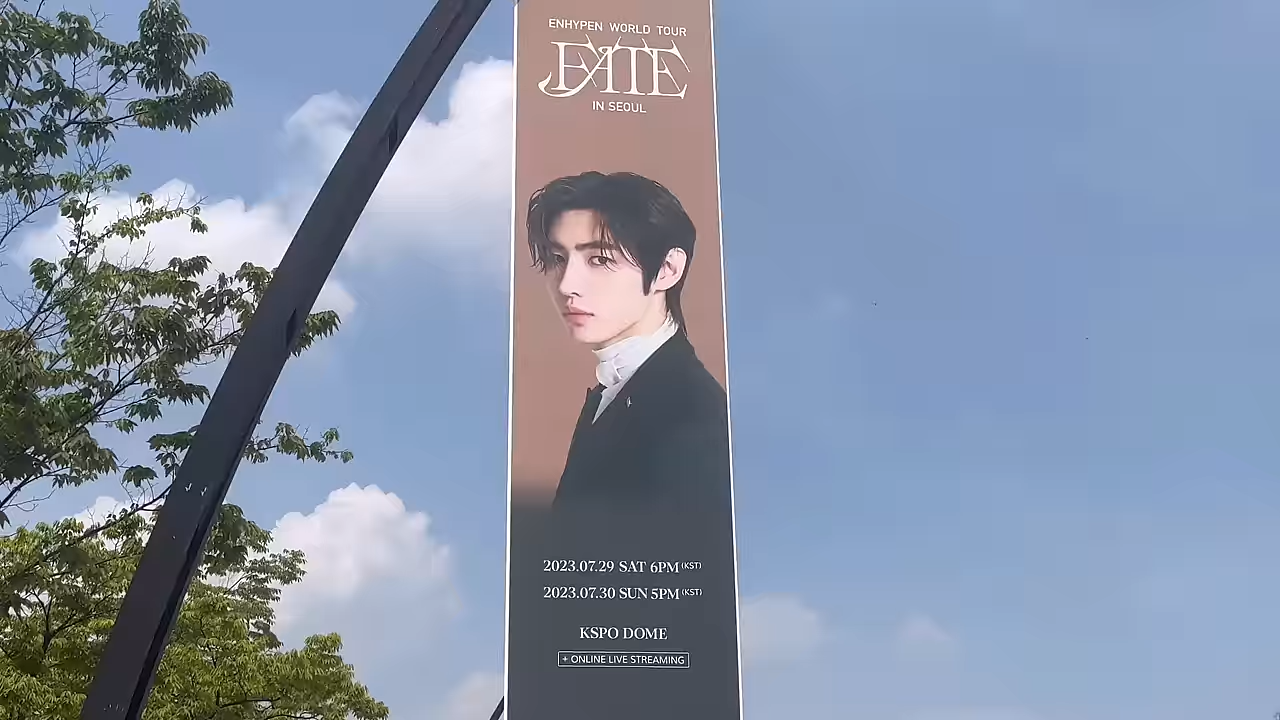 ENHYPEN WORLD TOUR
FATE
IN SEOUL
2023.07.29 SAT 6PM (KST)
2023.07.30 SUN 5PM (KST)
KSPO DOME
+ ONLINE LIVE STREAMING